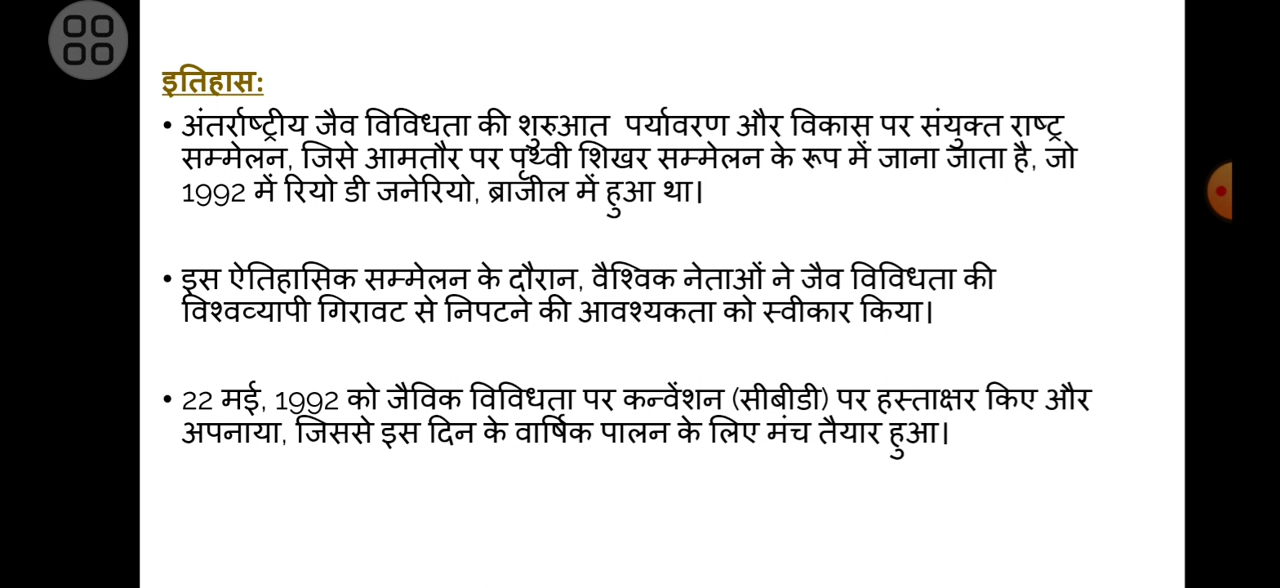 इतिहास:
• अंतर्राष्ट्रीय जैव विविधता की शुरुआत पर्यावरण और विकास पर संयुक्त राष्ट्र
सम्मेलन, जिसे आमतौर पर पृथ्वी शिखर सम्मेलन के रूप में जाना जाता है, जो
1992 में रियो डी जनेरियो, ब्राजील में हुआ था।
• इस ऐतिहासिक सम्मेलन के दौरान, वैश्विक नेताओं ने जैव विविधता की
विश्वव्यापी गिरावट से निपटने की आवश्यकता को स्वीकार किया।
• 22 मई, 1992 को जैविक विविधता पर कन्वेंशन (सीबीडी) पर हस्ताक्षर किए और
अपनाया, जिससे इस दिन के वार्षिक पालन के लिए मंच तैयार हुआ।